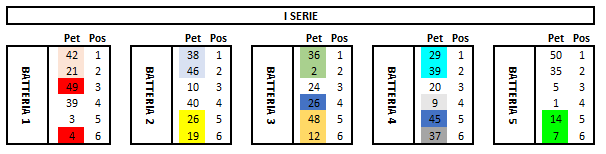 I SERIE
Pet Pos Pet Pos Pet Pos Pet Pos Pet Pos
BATTERIA 1 BATTERIA 2 BATTERIA 3 BATTERIA 4 BATTERIA 5
42 1 38 1 36 1 29 1 50 1
21 2 46 2 2 2 39 2 35 2
49 3 10 3 24 3 20 3 5 3
39 4 40 4 26 4 9 4 1 4
3 5 26 5 48 5 45 5 14 5
4 6 19 6 12 6 37 6 7 6